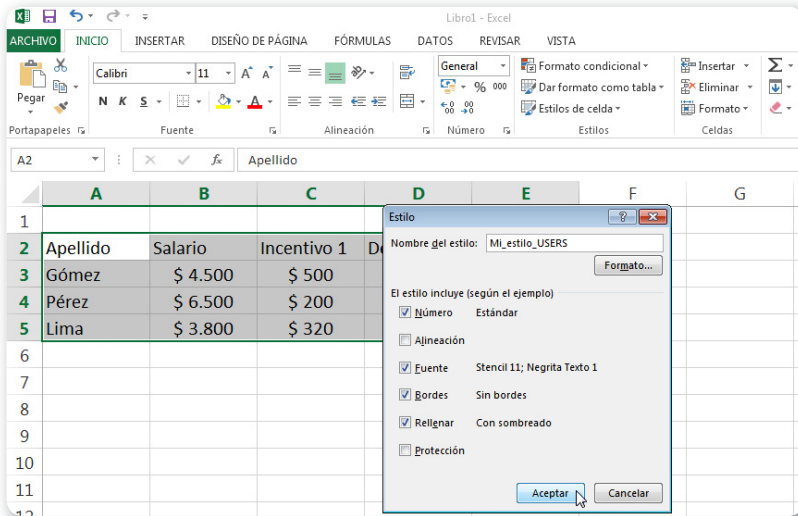 Libro1 - Excel
ARCHIVO INICIO INSERTAR DISEÑO DE PÁGINA FÓRMULAS DATOS REVISAR VISTA
Calibri 11 A A General Formato condicional Insertar
Pegar N K S A % 000 Dar formato como tabla Eliminar
Estilos de celda Formato
Portapapeles Fuente Alineación Número Estilos Celdas
A2 fx Apellido
A B C D E F G
1
2 Apellido Salario Incentivo 1
3 Gómez $ 4.500 $ 500
4 Pérez $ 6.500 $ 200
5 Lima $ 3.800 $ 320
6
7
8
9
10
11
12
Estilo
Nombre del estilo: Mi_estilo_USERS
Formato...
El estilo incluye (según el ejemplo)
Número Estándar
Alineación
Fuente Stencil 11; Negrita Texto 1
Bordes Sin bordes
Rellenar Con sombreado
Protección
Aceptar Cancelar